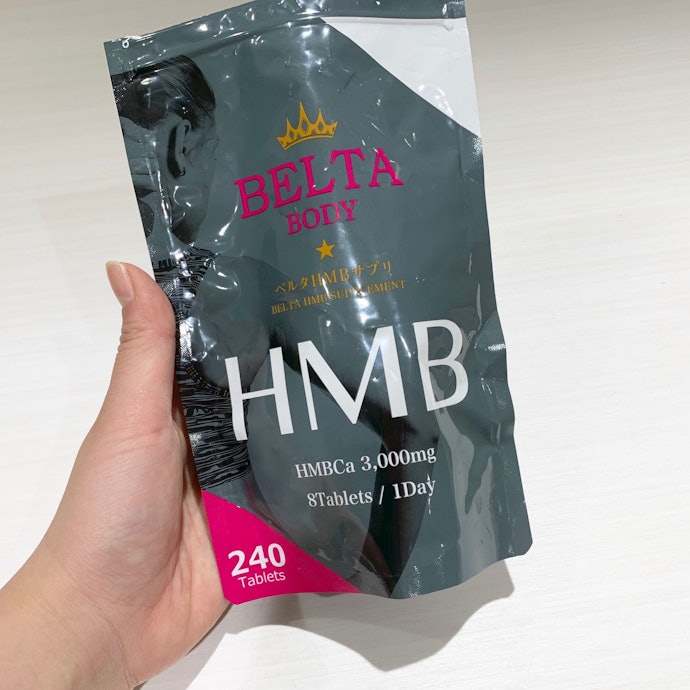 BELTA
BODY
ベルタHMBサプリ
BELTA HMB SUPPLEMENT
HMB
HMBCa 3,000mg
8Tablets / 1Day
240
Tablets